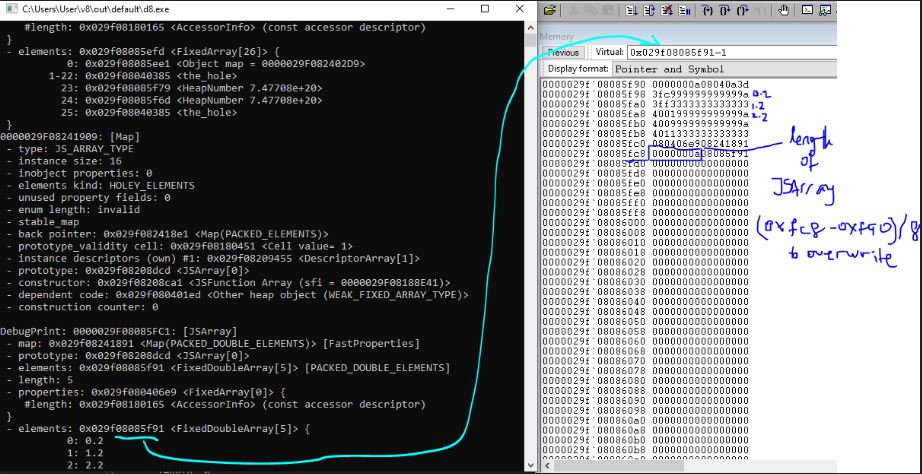 C:\Users\User\v8\out\default\d8.exe
#length: 0x029f08180165 <AccessorInfo> (const accessor descriptor)
}
- elements: 0x029f08085efd <FixedArray[26]> {
0: 0x029f08085ee1 <Object map = 0000029F082402D9>
1-22: 0x029f08040385 <the_hole>
23: 0x029f08085f79 <HeapNumber 7.47708e+20>
24: 0x029f08085f6d <HeapNumber 7.47708e+20>
25: 0x029f08040385 <the_hole>
}
0000029F08241909: [Map]
- type: JS_ARRAY_TYPE
- instance size: 16
- inobject properties: 0
- elements kind: HOLEY_ELEMENTS
- unused property fields: 0
- enum length: invalid
- stable_map
- back pointer: 0x029f082418e1 <Map(PACKED_ELEMENTS)>
- prototype_validity cell: 0x029f08180451 <Cell value= 1>
- instance descriptors (own) #1: 0x029f08209455 <DescriptorArray[1]>
- prototype: 0x029f08208dcd <JSArray[0]>
- constructor: 0x029f08208ca1 <JSFunction Array (sfi = 0000029F08188E41)>
- dependent code: 0x029f080401ed <Other heap object (WEAK_FIXED_ARRAY_TYPE)>
- construction counter: 0
DebugPrint: 0000029F08085FC1: [JSArray]
- map: 0x029f08241891 <Map(PACKED_DOUBLE_ELEMENTS)> [FastProperties]
- prototype: 0x029f08208dcd <JSArray[0]>
- elements: 0x029f08085f91 <FixedDoubleArray[5]> [PACKED_DOUBLE_ELEMENTS]
- length: 5
- properties: 0x029f080406e9 <FixedArray[0]> {
#length: 0x029f08180165 <AccessorInfo> (const accessor descriptor)
}
- elements: 0x029f08085f91 <FixedDoubleArray[5]> {
0: 0.2
1: 1.2
2: 2.2
Memory
Previous Virtual: 0x029f08085f91-1
Display format: Pointer and Symbol
0000029f`08085f90 0000000a08040a3d
0000029f`08085f98 3fc999999999999a 0.2
0000029f`08085fa0 3ff3333333333333 1.2
0000029f`08085fa8 400199999999999a 2.2
0000029f`08085fb0 400999999999999a
0000029f`08085fb8 4011333333333333
0000029f`08085fc0 080406e908241891
0000029f`08085fc8 0000000a08085f91
0000029f`08085fd0 0000000000000000
0000029f`08085fd8 0000000000000000
0000029f`08085fe0 0000000000000000
0000029f`08085fe8 0000000000000000
0000029f`08085ff0 0000000000000000
0000029f`08085ff8 0000000000000000
0000029f`08086008 0000000000000000
0000029f`08086010 0000000000000000
0000029f`08086018 0000000000000000
0000029f`08086020 0000000000000000
0000029f`08086028 0000000000000000
0000029f`08086030 0000000000000000
0000029f`08086038 0000000000000000
0000029f`08086040 0000000000000000
0000029f`08086048 0000000000000000
0000029f`08086050 0000000000000000
0000029f`08086058 0000000000000000
0000029f`08086060 0000000000000000
0000029f`08086068 0000000000000000
0000029f`08086070 0000000000000000
0000029f`08086078 0000000000000000
0000029f`08086080 0000000000000000
0000029f`08086088 0000000000000000
0000029f`08086090 0000000000000000
0000029f`08086098 0000000000000000
0000029f`080860a0 0000000000000000
0000029f`080860a8 0000000000000000
0000029f`080860b0 0000000000000000
0000029f`080860b8 0000000000000000
length
of
JSArray
(0xfc8-0xf90)/8
to overwrite